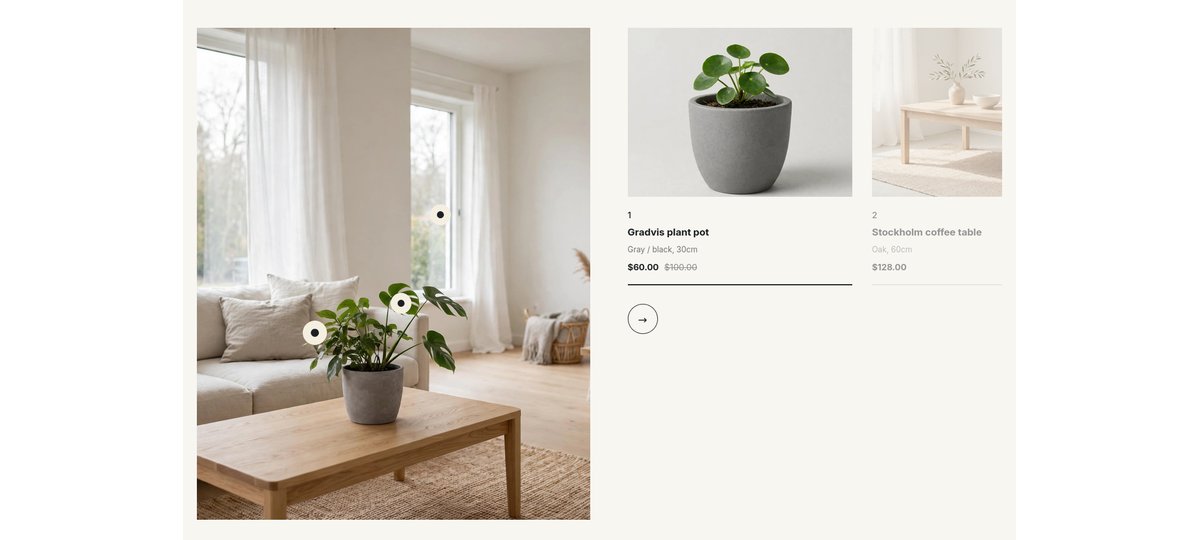 1
Gradvis plant pot
Gray / black, 30cm
$60.00 $100.00
2
Stockholm coffee table
Oak, 60cm
$128.00
→